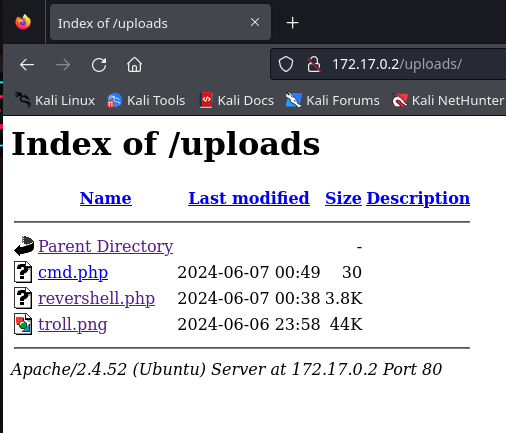 Index of /uploads
172.17.0.2/uploads/
Kali Linux Kali Tools Kali Docs Kali Forums Kali NetHunter
Index of /uploads
Name Last modified Size Description
Parent Directory -
cmd.php 2024-06-07 00:49 30
revershell.php 2024-06-07 00:38 3.8K
troll.png 2024-06-06 23:58 44K
Apache/2.4.52 (Ubuntu) Server at 172.17.0.2 Port 80